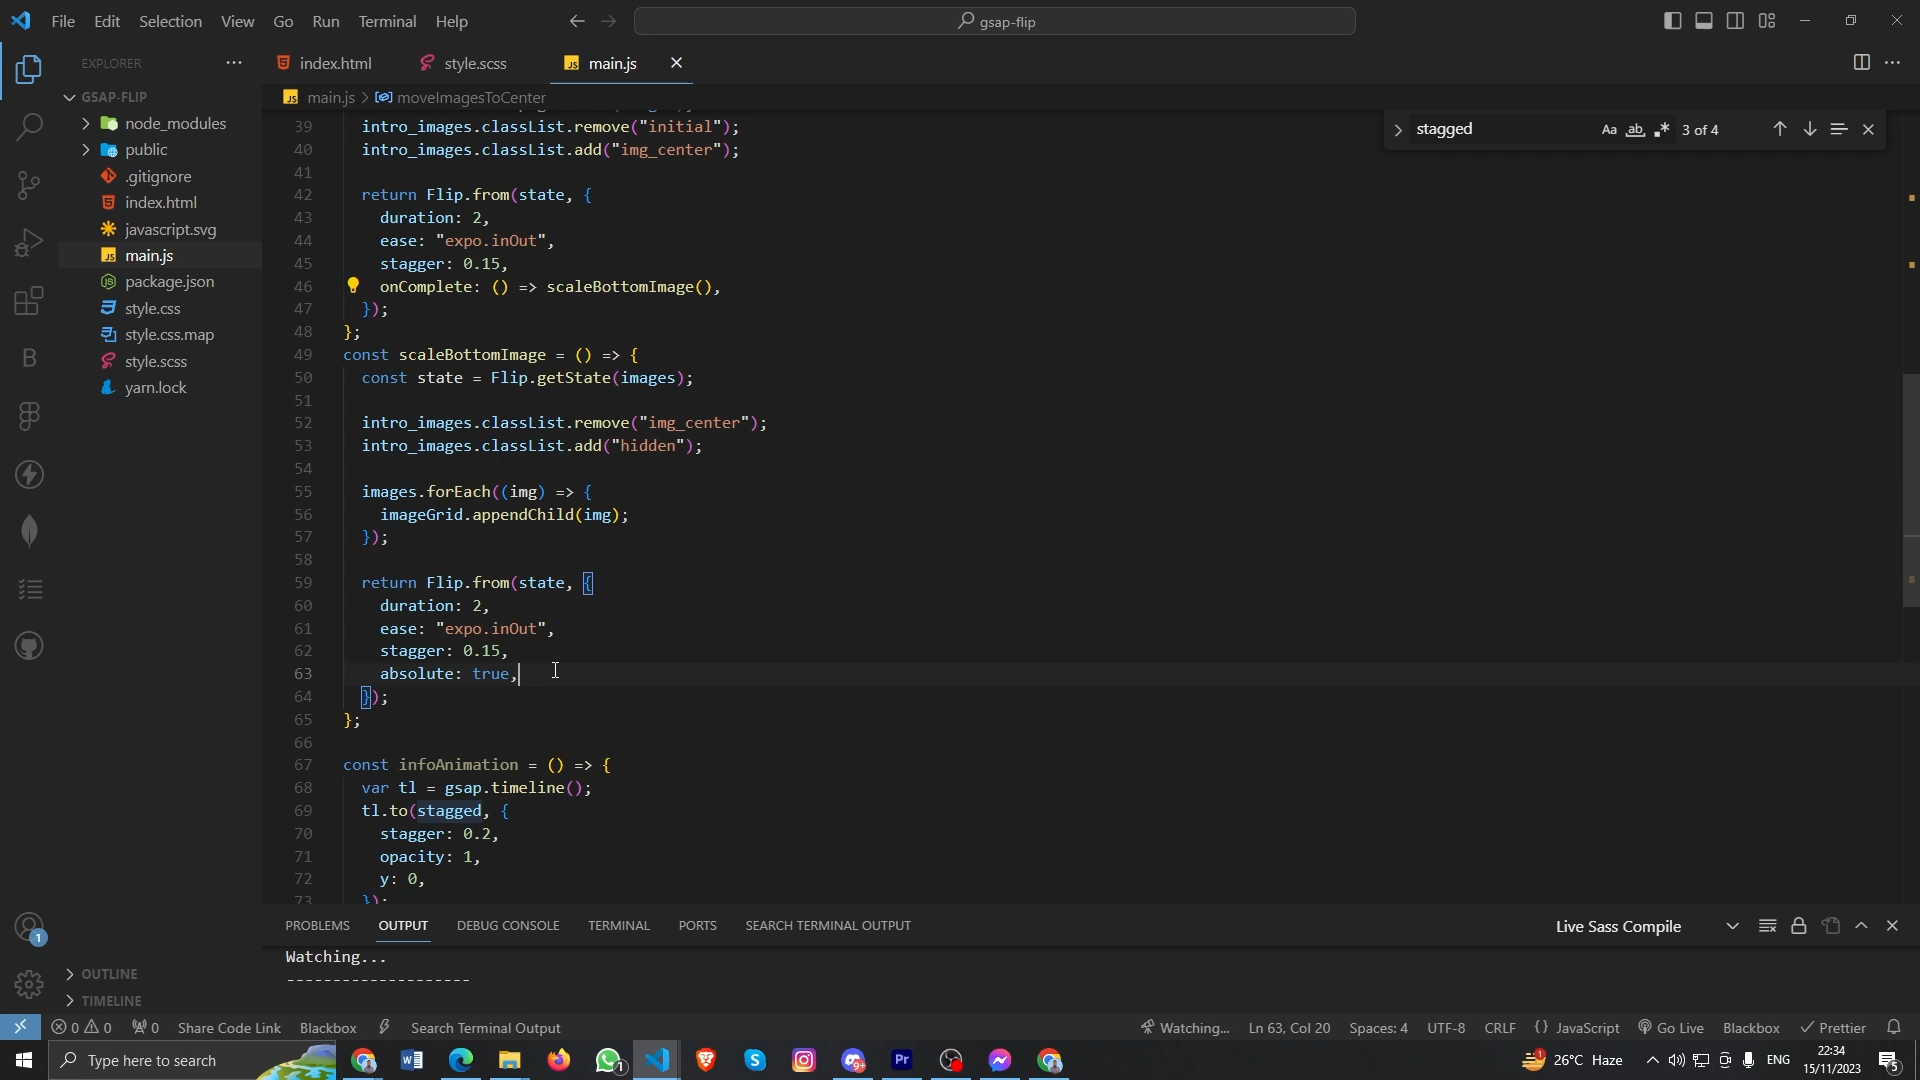 File Edit Selection View Go Run Terminal Help
gsap-flip
EXPLORER
index.html
style.scss
main.js
GSAP-FLIP
main.js > moveImagesToCenter
node_modules
public
.gitignore
index.html
javascript.svg
main.js
package.json
style.css
style.css.map
style.scss
yarn.lock
OUTLINE
TIMELINE
stagged
Aa ab 3 of 4
39 intro_images.classList.remove("initial");
40 intro_images.classList.add("img_center");
41
42 return Flip.from(state, {
43 duration: 2,
44 ease: "expo.inOut",
45 stagger: 0.15,
46 onComplete: () => scaleBottomImage(),
47 });
48 };
49 const scaleBottomImage = () => {
50 const state = Flip.getState(images);
51
52 intro_images.classList.remove("img_center");
53 intro_images.classList.add("hidden");
54
55 images.forEach((img) => {
56 imageGrid.appendChild(img);
57 });
58
59 return Flip.from(state, {
60 duration: 2,
61 ease: "expo.inOut",
62 stagger: 0.15,
63 absolute: true,
64 });
65 };
66
67 const infoAnimation = () => {
68 var tl = gsap.timeline();
69 tl.to(stagged, {
70 stagger: 0.2,
71 opacity: 1,
72 y: 0,
73 });
PROBLEMS OUTPUT DEBUG CONSOLE TERMINAL PORTS SEARCH TERMINAL OUTPUT
Live Sass Compile
Watching...
--------------------
0 0 0 Share Code Link Blackbox Search Terminal Output
Watching... Ln 63, Col 20 Spaces: 4 UTF-8 CRLF {} JavaScript Go Live Blackbox Prettier
Type here to search
26°C Haze
ENG
22:34
15/11/2023